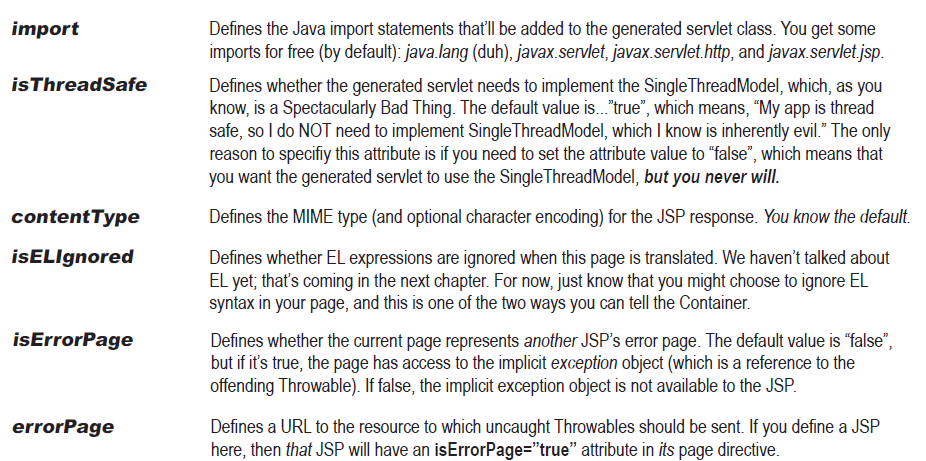 import Defines the Java import statements that'll be added to the generated servlet class. You get some
imports for free (by default): java.lang (duh), javax.servlet, javax.servlet.http, and javax.servlet.jsp.
isThreadSafe Defines whether the generated servlet needs to implement the SingleThreadModel, which, as you
know, is a Spectacularly Bad Thing. The default value is..."true", which means, “My app is thread
safe, so I do NOT need to implement SingleThreadModel, which I know is inherently evil.” The only
reason to specifiy this attribute is if you need to set the attribute value to “false”, which means that
you want the generated servlet to use the SingleThreadModel, but you never will.
contentType Defines the MIME type (and optional character encoding) for the JSP response. You know the default.
isELIgnored Defines whether EL expressions are ignored when this page is translated. We haven't talked about
EL yet; that's coming in the next chapter. For now, just know that you might choose to ignore EL
syntax in your page, and this is one of the two ways you can tell the Container.
isErrorPage Defines whether the current page represents another JSP's error page. The default value is “false”,
but if it's true, the page has access to the implicit exception object (which is a reference to the
offending Throwable). If false, the implicit exception object is not available to the JSP.
errorPage Defines a URL to the resource to which uncaught Throwables should be sent. If you define a JSP
here, then that JSP will have an isErrorPage=”true” attribute in its page directive.